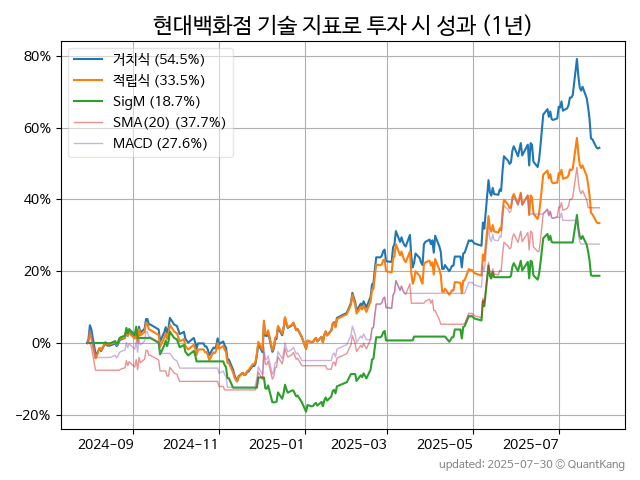 현대백화점 기술 지표로 투자 시 성과 (1년)
거치식 (54.5%)
적립식 (33.5%)
SigM (18.7%)
SMA(20) (37.7%)
MACD (27.6%)
80%
60%
40%
20%
0%
−20%
2024-09 2024-11 2025-01 2025-03 2025-05 2025-07
updated: 2025-07-30 © QuantKang